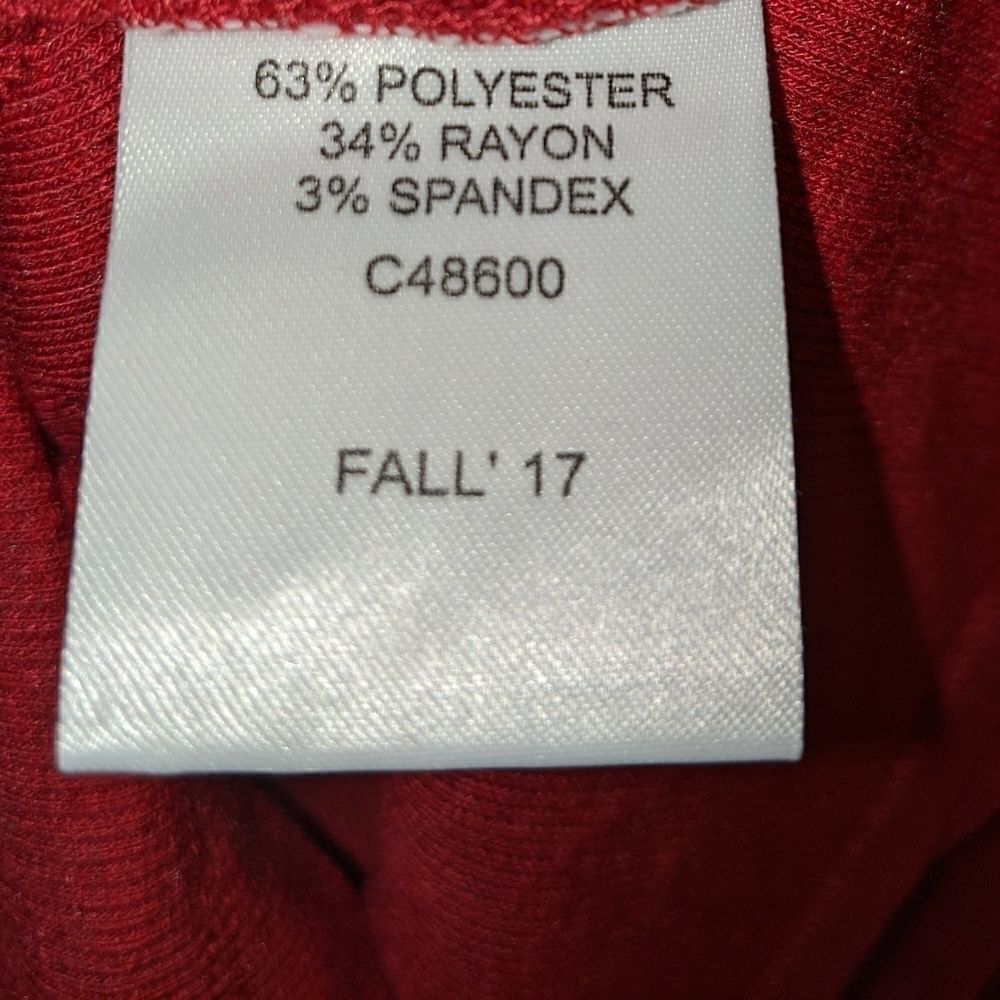 63% POLYESTER
34% RAYON
3% SPANDEX
C48600
FALL' 17